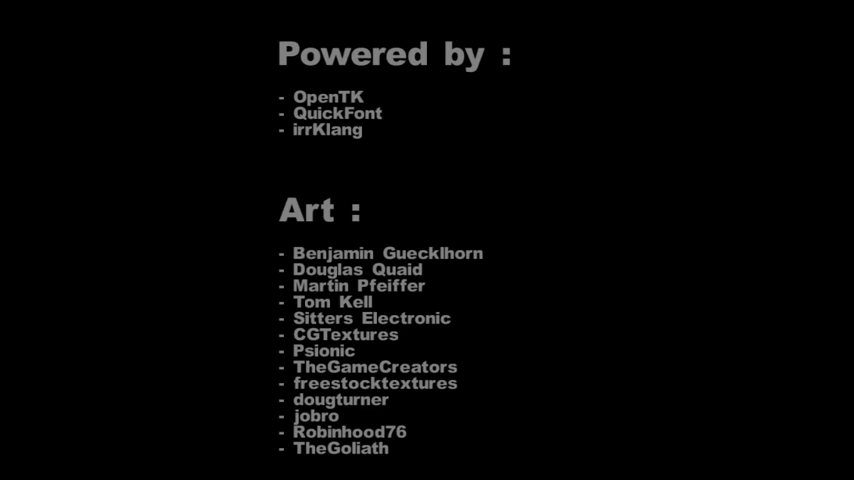 Powered by :
- OpenTK
- QuickFont
- irrKlang
Art :
- Benjamin Guecklhorn
- Douglas Quaid
- Martin Pfeiffer
- Tom Kell
- Sitters Electronic
- CGTextures
- Psionic
- TheGameCreators
- freestocktextures
- dougturner
- jobro
- Robinhood76
- TheGoliath